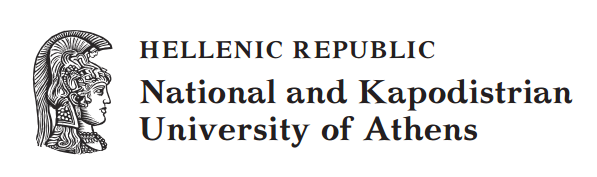 HELLENIC REPUBLIC
National and Kapodistrian
University of Athens